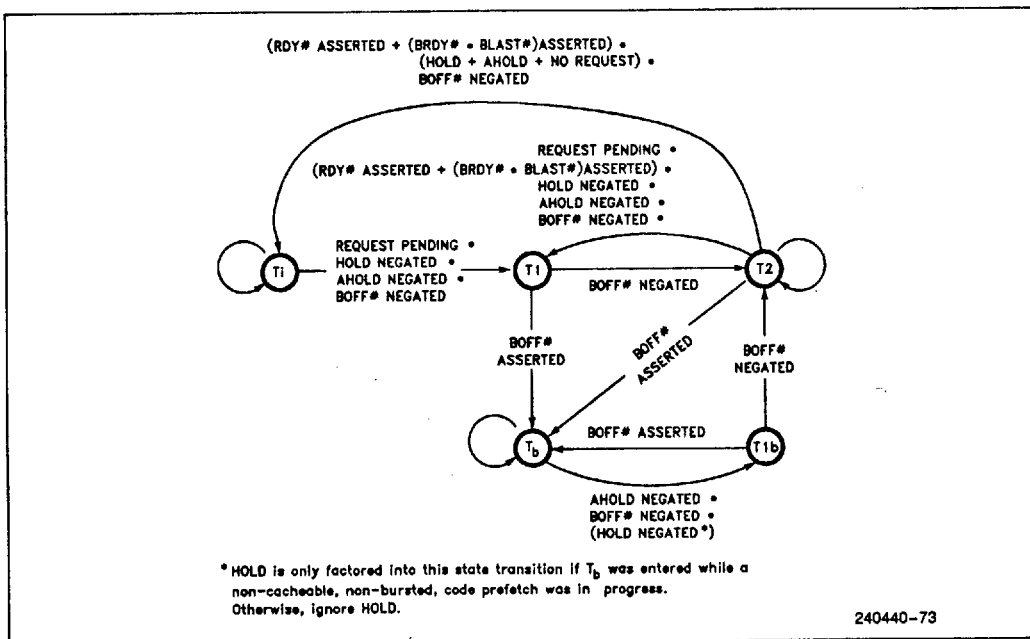 (RDY# ASSERTED + (BRDY# • BLAST#)ASSERTED) •
(HOLD + AHOLD + NO REQUEST) •
BOFF# NEGATED
REQUEST PENDING •
(RDY# ASSERTED + (BRDY# • BLAST#)ASSERTED) •
HOLD NEGATED •
AHOLD NEGATED •
BOFF# NEGATED •
Ti
REQUEST PENDING •
HOLD NEGATED •
AHOLD NEGATED •
BOFF# NEGATED
T1
BOFF# NEGATED
T2
BOFF#
ASSERTED
BOFF#
ASSERTED
BOFF#
NEGATED
Tb
BOFF# ASSERTED
T1b
AHOLD NEGATED •
BOFF# NEGATED •
(HOLD NEGATED*)
*HOLD is only factored into this state transition if Tb was entered while a
non-cacheable, non-bursted, code prefetch was in progress.
Otherwise, ignore HOLD.
240440-73